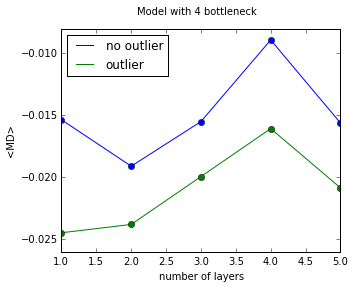 Model with 4 bottleneck
no outlier
outlier
−0.010
−0.015
−0.020
−0.025
<MD>
1.0 1.5 2.0 2.5 3.0 3.5 4.0 4.5 5.0
number of layers